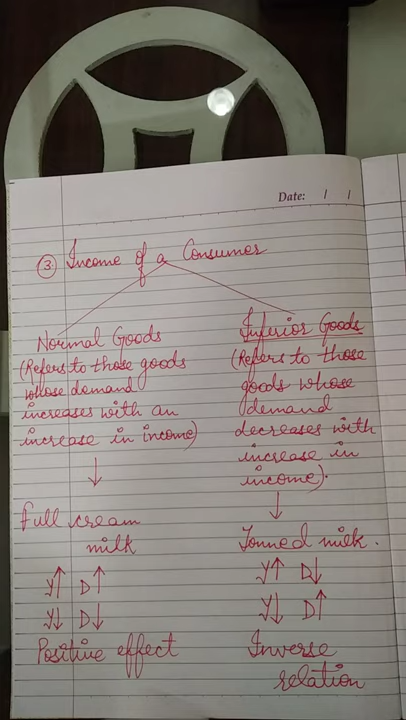 Date: / /
③ Income of a Consumer
Normal Goods
(Refers to those goods
whose demand
increases with an
increase in income)
↓
Full cream
milk
Y↑ D↑
Y↓ D↓
Positive effect
Inferior Goods
(Refers to those
goods whose
demand
decreases with
increase in
income).
↓
Tonned milk.
Y↑ D↓
Y↓ D↑
Inverse
relation